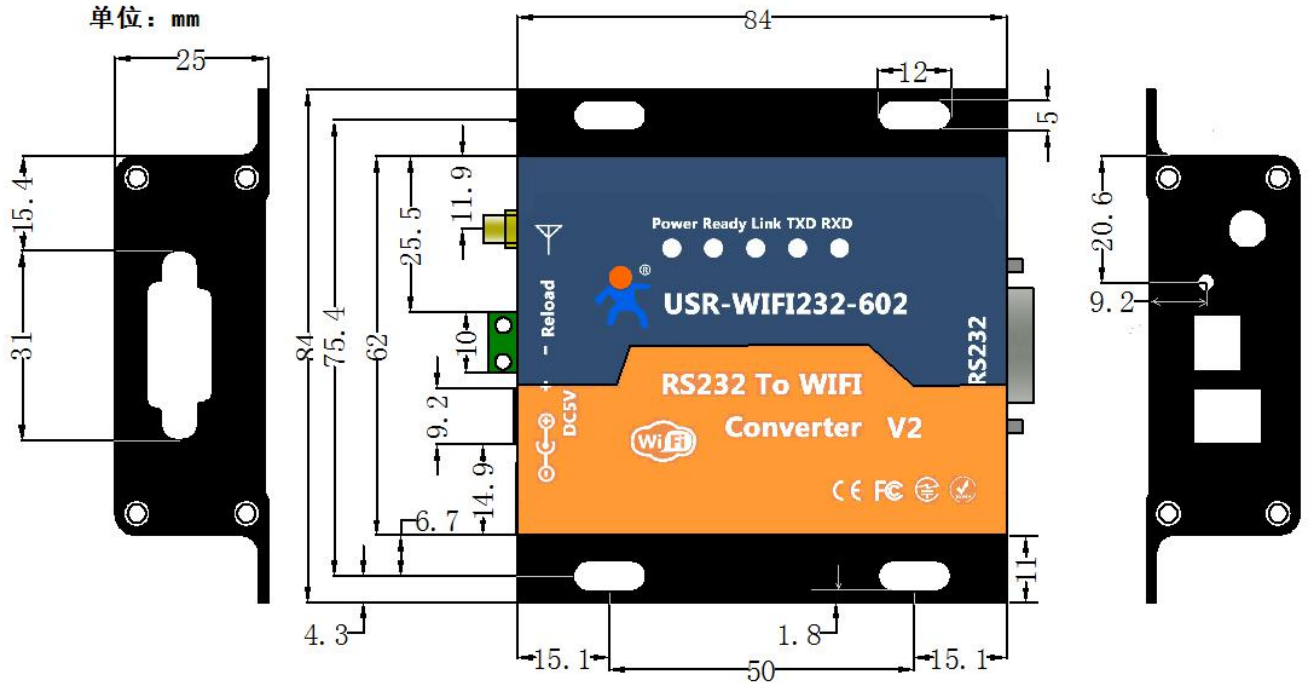 单位：mm
84
25
12
5
15.4
31
84
75.4
62
25.5
11.9
10
9.2
14.9
6.7
4.3
Power Ready Link TXD RXD
®
USR-WIFI232-602
- Reload
+
DC5V
RS232
RS232 To WIFI
Converter V2
WiFi
CE FC
20.6
9.2
11
1.8
15.1
50
15.1